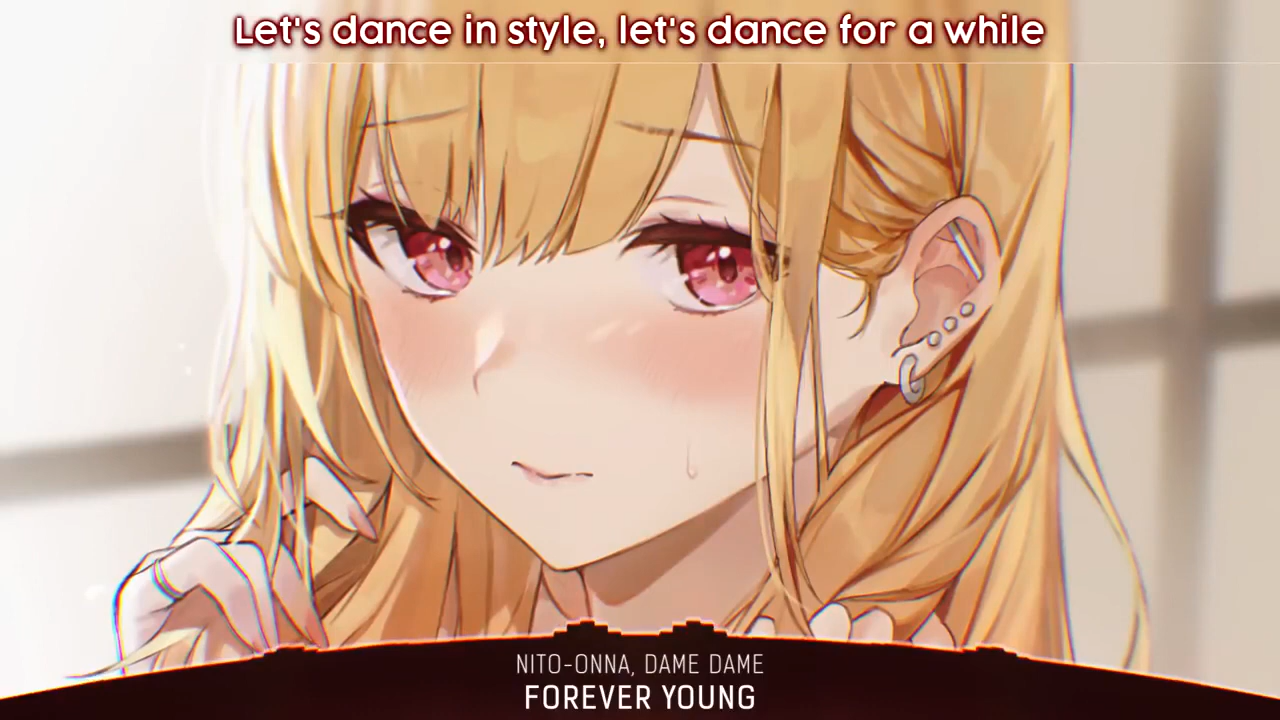 Let's dance in style, let's dance for a while
NITO-ONNA, DAME DAME
FOREVER YOUNG